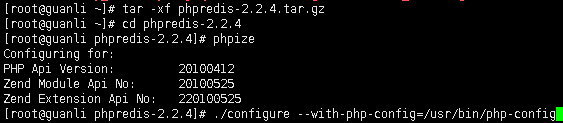 [root@guanli ~]# tar -xf phpredis-2.2.4.tar.gz
[root@guanli ~]# cd phpredis-2.2.4
[root@guanli phpredis-2.2.4]# phpize
Configuring for:
PHP Api Version:         20100412
Zend Module Api No:      20100525
Zend Extension Api No:   220100525
[root@guanli phpredis-2.2.4]# ./configure --with-php-config=/usr/bin/php-config